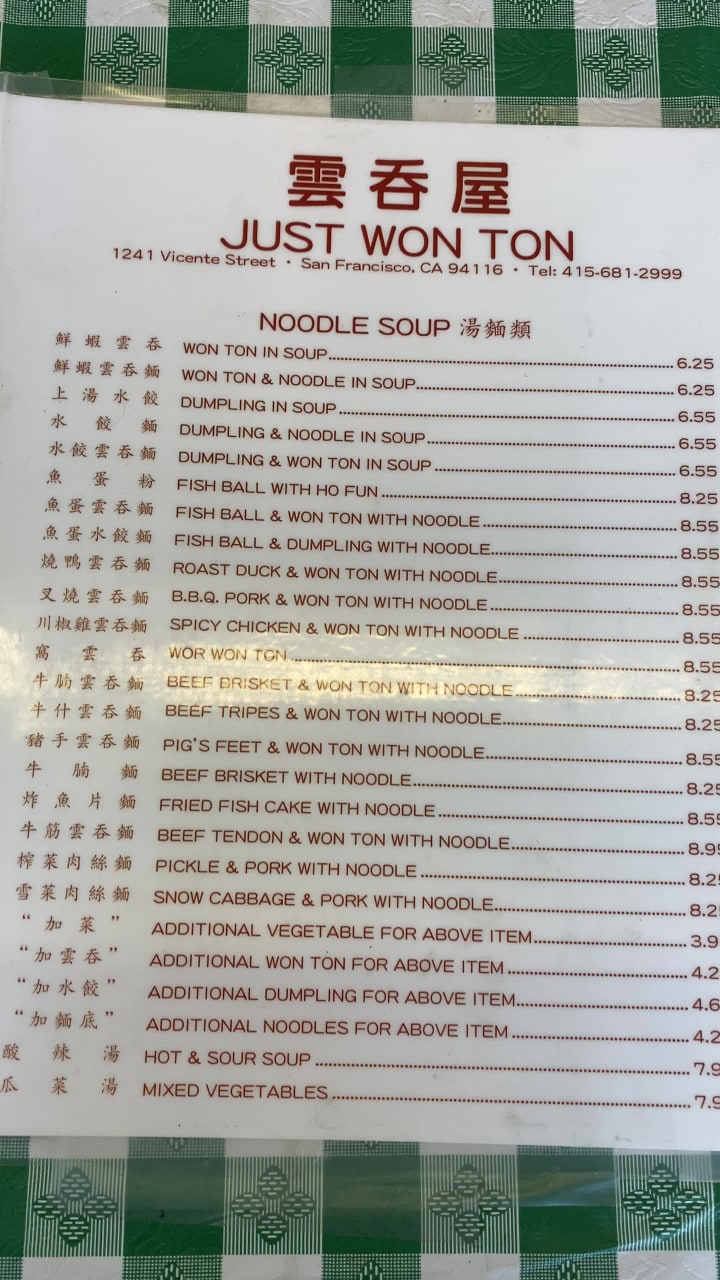 雲吞屋
JUST WON TON
1241 Vicente Street · San Francisco, CA 94116 · Tel: 415-681-2999
NOODLE SOUP 湯麵類
鮮蝦雲吞 WON TON IN SOUP 6.25
鮮蝦雲吞麵 WON TON & NOODLE IN SOUP 6.25
上湯水餃 DUMPLING IN SOUP 6.55
水餃麵 DUMPLING & NOODLE IN SOUP 6.55
水餃雲吞麵 DUMPLING & WON TON IN SOUP 6.55
魚蛋粉 FISH BALL WITH HO FUN 8.25
魚蛋雲吞麵 FISH BALL & WON TON WITH NOODLE 8.55
魚蛋水餃麵 FISH BALL & DUMPLING WITH NOODLE 8.55
燒鴨雲吞麵 ROAST DUCK & WON TON WITH NOODLE 8.55
叉燒雲吞麵 B.B.Q. PORK & WON TON WITH NOODLE 8.55
川椒雞雲吞麵 SPICY CHICKEN & WON TON WITH NOODLE 8.55
窩雲吞 WOR WON TON 8.55
牛腩雲吞麵 BEEF BRISKET & WON TON WITH NOODLE 8.25
牛什雲吞麵 BEEF TRIPES & WON TON WITH NOODLE 8.25
豬手雲吞麵 PIG'S FEET & WON TON WITH NOODLE 8.55
牛腩麵 BEEF BRISKET WITH NOODLE 8.25
炸魚片麵 FRIED FISH CAKE WITH NOODLE 8.55
牛筋雲吞麵 BEEF TENDON & WON TON WITH NOODLE 8.95
榨菜肉絲麵 PICKLE & PORK WITH NOODLE 8.25
雪菜肉絲麵 SNOW CABBAGE & PORK WITH NOODLE 8.2
"加菜" ADDITIONAL VEGETABLE FOR ABOVE ITEM 3.9
"加雲吞" ADDITIONAL WON TON FOR ABOVE ITEM 4.2
"加水餃" ADDITIONAL DUMPLING FOR ABOVE ITEM 4.6
"加麵底" ADDITIONAL NOODLES FOR ABOVE ITEM 4.2
酸辣湯 HOT & SOUR SOUP 7.9
瓜菜湯 MIXED VEGETABLES 7.9